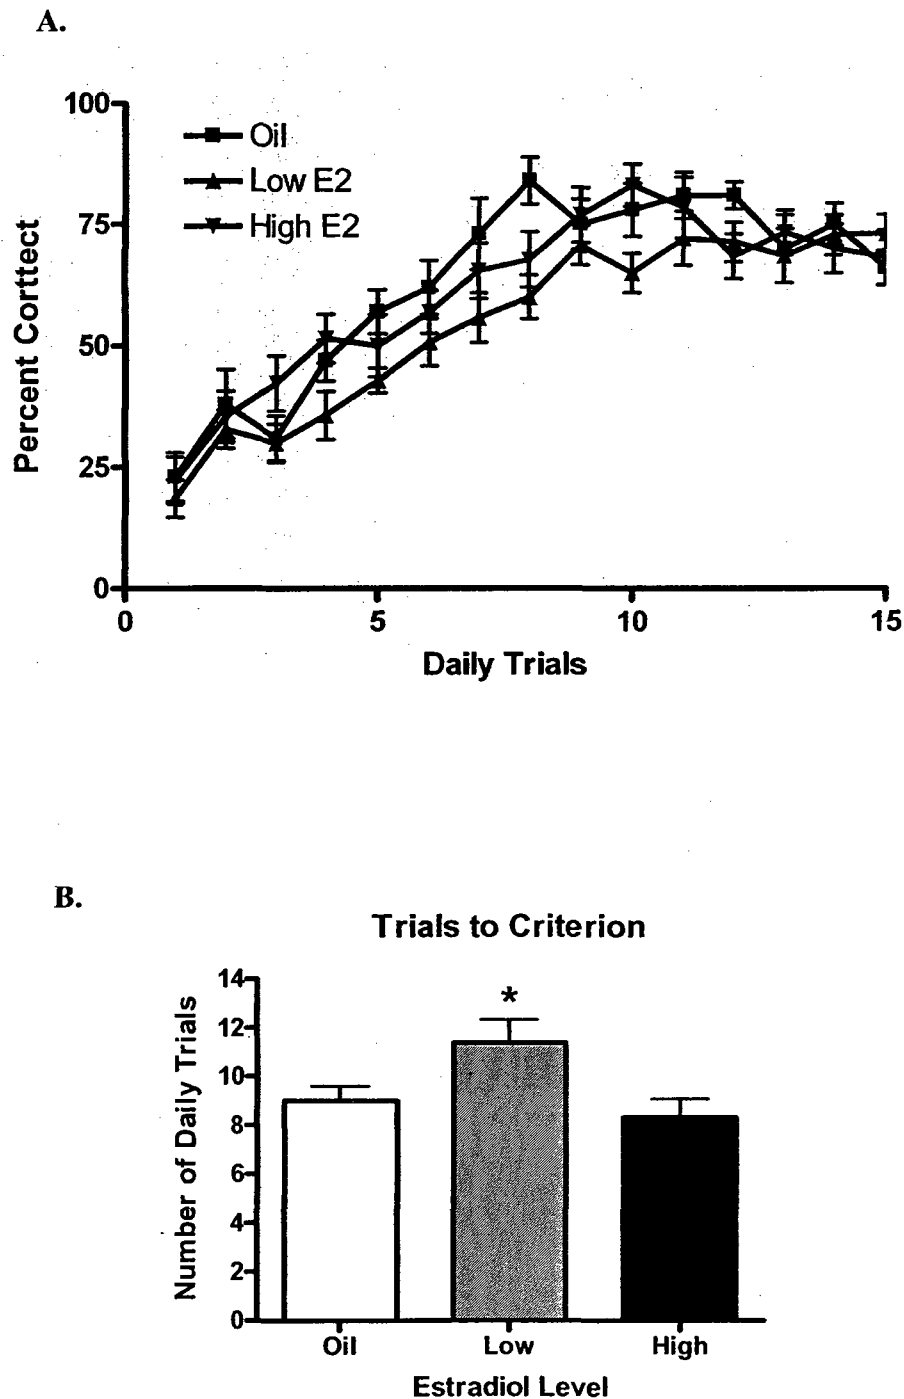 A.
100
Oil
Low E2
High E2
75
50
25
0
Percent Corttect
0 5 10 15
Daily Trials
B.
Trials to Criterion
14
*
12
10
8
6
4
2
0
Number of Daily Trials
Oil Low High
Estradiol Level